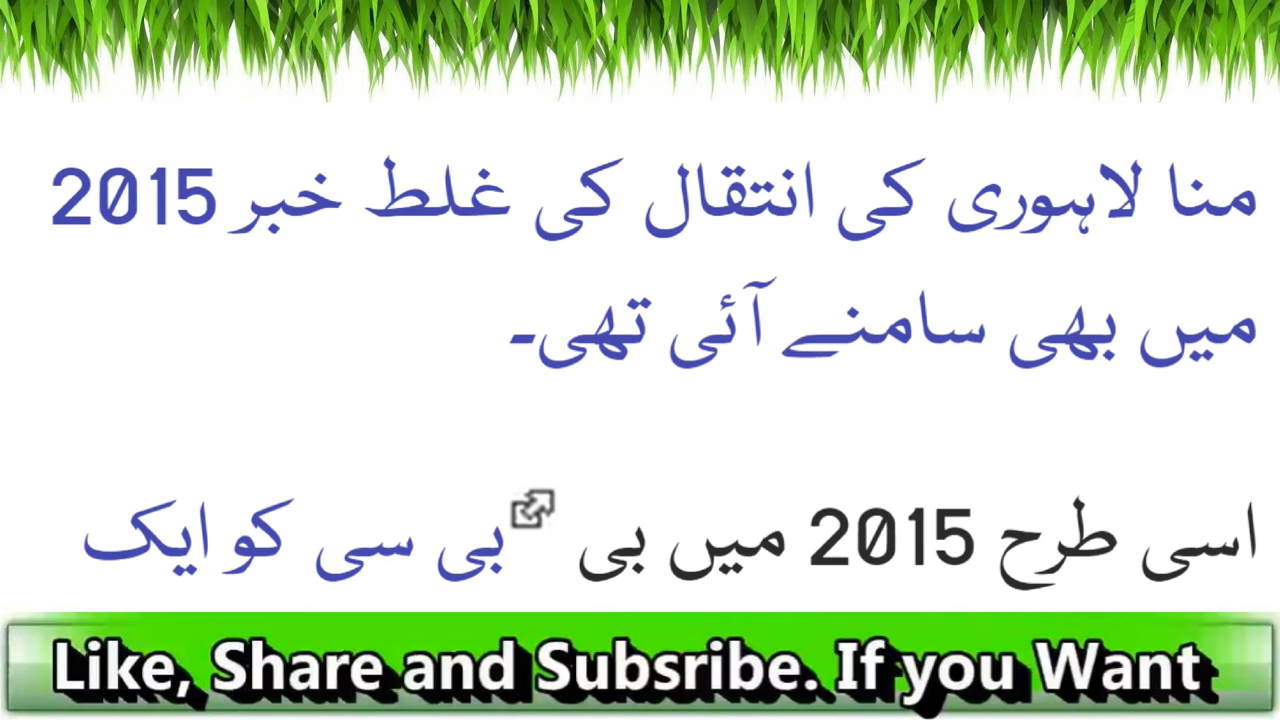 منا لاہوری کی انتقال کی غلط خبر 2015
میں بھی سامنے آئی تھی۔
اسی طرح 2015 میں بی بی سی کو ایک
Like, Share and Subsribe. If you Want